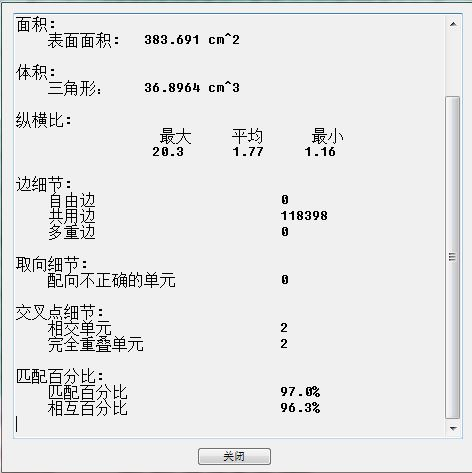 面积:
表面面积: 383.691 cm^2
体积:
三角形: 36.8964 cm^3
纵横比:
最大 平均 最小
20.3 1.77 1.16
边细节:
自由边 0
共用边 118398
多重边 0
取向细节:
配向不正确的单元 0
交叉点细节:
相交单元 2
完全重叠单元 2
匹配百分比:
匹配百分比 97.0%
相互百分比 96.3%
关闭